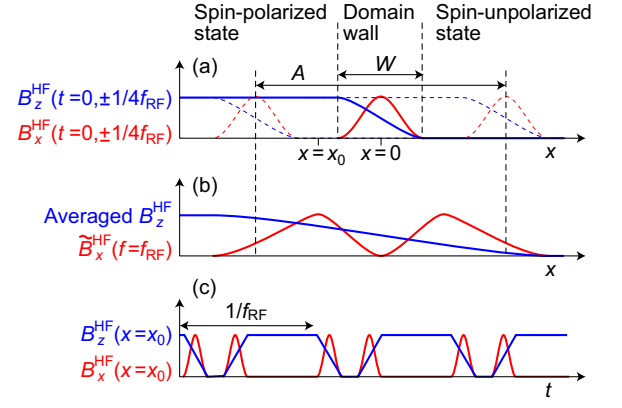 Spin-polarized state
Domain wall
Spin-unpolarized state
(a)
A
W
B_z^HF(t=0,±1/4f_RF)
B_x^HF(t=0,±1/4f_RF)
x=x_0
x=0
x
(b)
Averaged B_z^HF
B̃_x^HF(f=f_RF)
x
(c)
1/f_RF
B_z^HF(x=x_0)
B_x^HF(x=x_0)
t